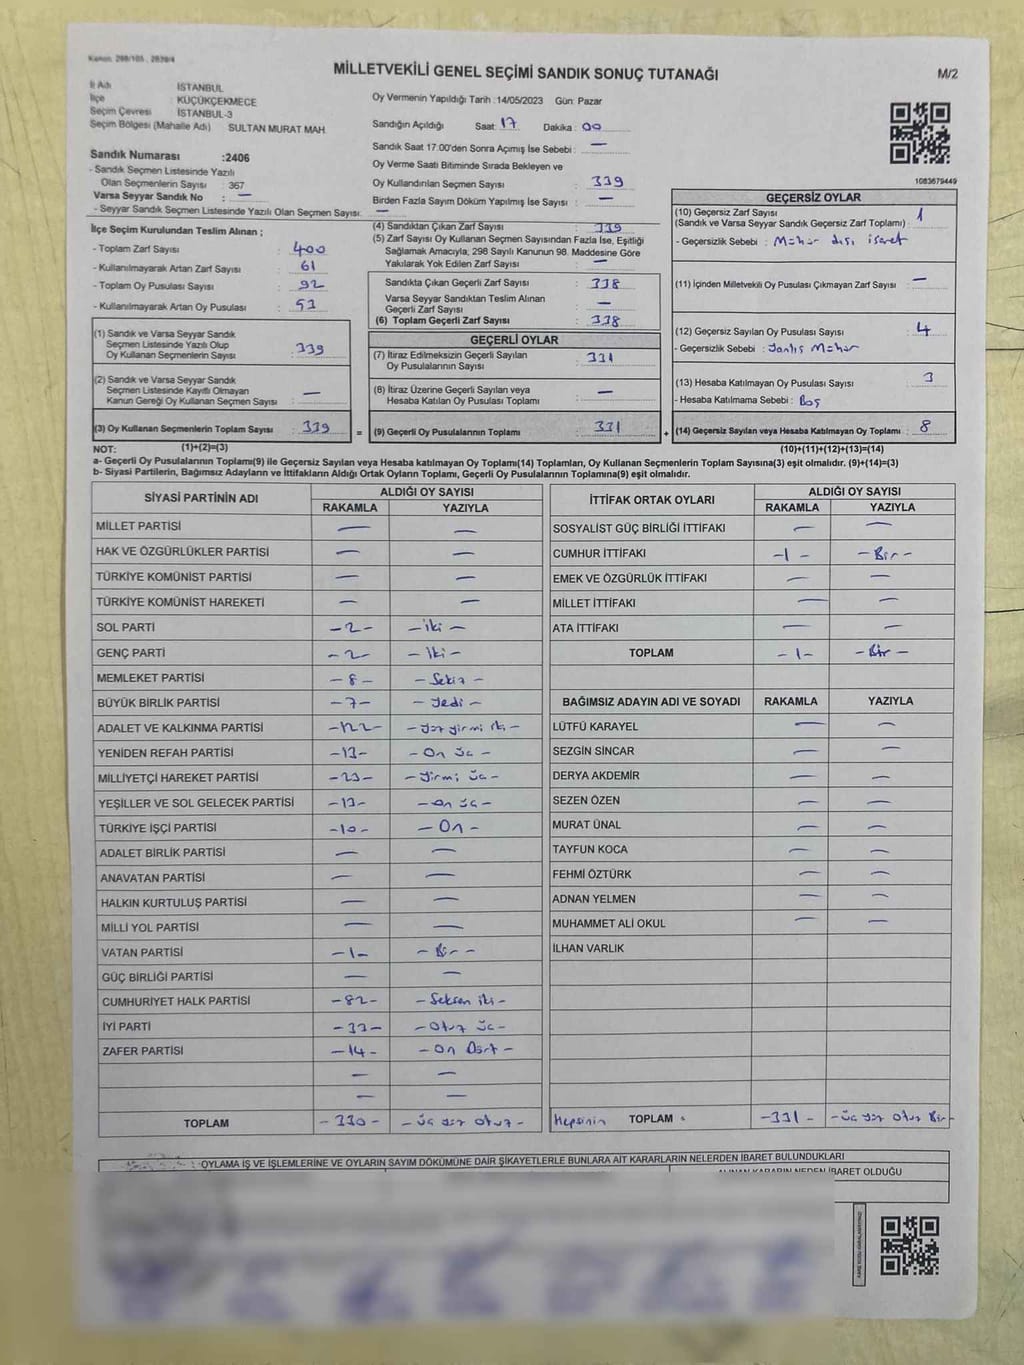 Kanun: 298/105 , 2839/4
MİLLETVEKİLİ GENEL SEÇİMİ SANDIK SONUÇ TUTANAĞI
M/2
İl Adı İSTANBUL
İlçe : KÜÇÜKÇEKMECE
Seçim Çevresi İSTANBUL-3
Seçim Bölgesi (Mahalle Adı) SULTAN MURAT MAH.
Oy Vermenin Yapıldığı Tarih :14/05/2023 Gün: Pazar
Sandığın Açıldığı Saat: 17 Dakika : 00
Sandık Saat 17.00'den Sonra Açımış İse Sebebi : —
Oy Verme Saati Bitiminde Sırada Bekleyen ve
Oy Kullandırılan Seçmen Sayısı : 339
Birden Fazla Sayım Döküm Yapılmış İse Sayısı : —
1083679449
Sandık Numarası :2406
- Sandık Seçmen Listesinde Yazılı
Olan Seçmenlerin Sayısı : 367
Varsa Seyyar Sandık No : —
- Seyyar Sandık Seçmen Listesinde Yazılı Olan Seçmen Sayısı: —
İlçe Seçim Kurulundan Teslim Alınan ;
- Toplam Zarf Sayısı : 400
- Kullanılmayarak Artan Zarf Sayısı : 61
- Toplam Oy Pusulası Sayısı : 92
- Kullanılmayarak Artan Oy Pusulası : 53
(1) Sandık ve Varsa Seyyar Sandık
Seçmen Listesinde Yazılı Olup
Oy Kullanan Seçmenlerin Sayısı : 339
(2) Sandık ve Varsa Seyyar Sandık
Seçmen Listesinde Kayıtlı Olmayan
Kanun Gereği Oy Kullanan Seçmen Sayısı : —
(3) Oy Kullanan Seçmenlerin Toplam Sayısı : 339
(4) Sandıktan Çıkan Zarf Sayısı : 339
(5) Zarf Sayısı Oy Kullanan Seçmen Sayısından Fazla İse, Eşitliği
Sağlamak Amacıyla, 298 Sayılı Kanunun 98. Maddesine Göre
Yakılarak Yok Edilen Zarf Sayısı : —
Sandıkta Çıkan Geçerli Zarf Sayısı : 338
Varsa Seyyar Sandıktan Teslim Alınan
Geçerli Zarf Sayısı : —
(6) Toplam Geçerli Zarf Sayısı : 338
GEÇERLİ OYLAR
(7) İtiraz Edilmeksizin Geçerli Sayılan
Oy Pusulalarının Sayısı : 331
(8) İtiraz Üzerine Geçerli Sayılan veya
Hesaba Katılan Oy Pusulası Toplamı : —
= (9) Geçerli Oy Pusulalarının Toplamı : 331
GEÇERSİZ OYLAR
(10) Geçersiz Zarf Sayısı
(Sandık ve Varsa Seyyar Sandık Geçersiz Zarf Toplamı) : 1
- Geçersizlik Sebebi : Mühür dışı işaret
(11) İçinden Milletvekili Oy Pusulası Çıkmayan Zarf Sayısı : —
(12) Geçersiz Sayılan Oy Pusulası Sayısı : 4
- Geçersizlik Sebebi : Yanlış Mühür
(13) Hesaba Katılmayan Oy Pusulası Sayısı : 3
- Hesaba Katılmama Sebebi : Boş
+ (14) Geçersiz Sayılan veya Hesaba Katılmayan Oy Toplamı : 8
NOT: (1)+(2)=(3) (10)+(11)+(12)+(13)=(14)
a- Geçerli Oy Pusulalarının Toplamı(9) ile Geçersiz Sayılan veya Hesaba katılmayan Oy Toplamı(14) Toplamları, Oy Kullanan Seçmenlerin Toplam Sayısına(3) eşit olmalıdır. (9)+(14)=(3)
b- Siyasi Partilerin, Bağımsız Adayların ve İttifakların Aldığı Ortak Oyların Toplamı, Geçerli Oy Pusulalarının Toplamına(9) eşit olmalıdır.
SİYASİ PARTİNİN ADI ALDIĞI OY SAYISI
RAKAMLA YAZIYLA
MİLLET PARTİSİ — —
HAK VE ÖZGÜRLÜKLER PARTİSİ — —
TÜRKİYE KOMÜNİST PARTİSİ — —
TÜRKİYE KOMÜNİST HAREKETİ — —
SOL PARTİ -2- -iki-
GENÇ PARTİ -2- -iki-
MEMLEKET PARTİSİ -8- -Sekiz-
BÜYÜK BİRLİK PARTİSİ -7- -Yedi-
ADALET VE KALKINMA PARTİSİ -122- -Yüz yirmi iki-
YENİDEN REFAH PARTİSİ -13- -On üç-
MİLLİYETÇİ HAREKET PARTİSİ -23- -Yirmi üç-
YEŞİLLER VE SOL GELECEK PARTİSİ -13- -on üç-
TÜRKİYE İŞÇİ PARTİSİ -10- -On-
ADALET BİRLİK PARTİSİ — —
ANAVATAN PARTİSİ — —
HALKIN KURTULUŞ PARTİSİ — —
MİLLİ YOL PARTİSİ — —
VATAN PARTİSİ -1- -Bir-
GÜÇ BİRLİĞİ PARTİSİ — —
CUMHURİYET HALK PARTİSİ -82- -Seksen iki-
İYİ PARTİ -33- -Otuz üç-
ZAFER PARTİSİ -14- -On Dört-
— —
— —
TOPLAM -330- -üç yüz otuz-
İTTİFAK ORTAK OYLARI ALDIĞI OY SAYISI
RAKAMLA YAZIYLA
SOSYALİST GÜÇ BİRLİĞİ İTTİFAKI — —
CUMHUR İTTİFAKI -1- -Bir-
EMEK VE ÖZGÜRLÜK İTTİFAKI — —
MİLLET İTTİFAKI — —
ATA İTTİFAKI — —
TOPLAM -1- -Bir-
BAĞIMSIZ ADAYIN ADI VE SOYADI RAKAMLA YAZIYLA
LÜTFÜ KARAYEL — —
SEZGİN SİNCAR — —
DERYA AKDEMİR — —
SEZEN ÖZEN — —
MURAT ÜNAL — —
TAYFUN KOCA — —
FEHMİ ÖZTÜRK — —
ADNAN YELMEN — —
MUHAMMET ALİ OKUL — —
İLHAN VARLIK
Hepsinin TOPLAM : -331- -üç yüz Otuz Bir-
OYLAMA İŞ VE İŞLEMLERİNE VE OYLARIN SAYIM DÖKÜMÜNE DAİR ŞİKAYETLERLE BUNLARA AİT KARARLARIN NELERDEN İBARET BULUNDUKLARI
ALINAN KARARIN NEDEN İBARET OLDUĞU